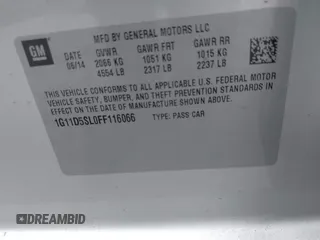 MFD BY GENERAL MOTORS LLC
GM
DATE GVWR GAWR FRT GAWR RR
06/14 2066 KG 1051 KG 1015 KG
4554 LB 2317 LB 2237 LB
THIS VEHICLE CONFORMS TO ALL APPLICABLE U.S. FEDERAL MOTOR
VEHICLE SAFETY, BUMPER, AND THEFT PREVENTION STANDARDS
IN EFFECT ON THE DATE OF MANUFACTURE SHOWN ABOVE.
1G11D5SL0FF116066 TYPE: PASS CAR
DREAMBID